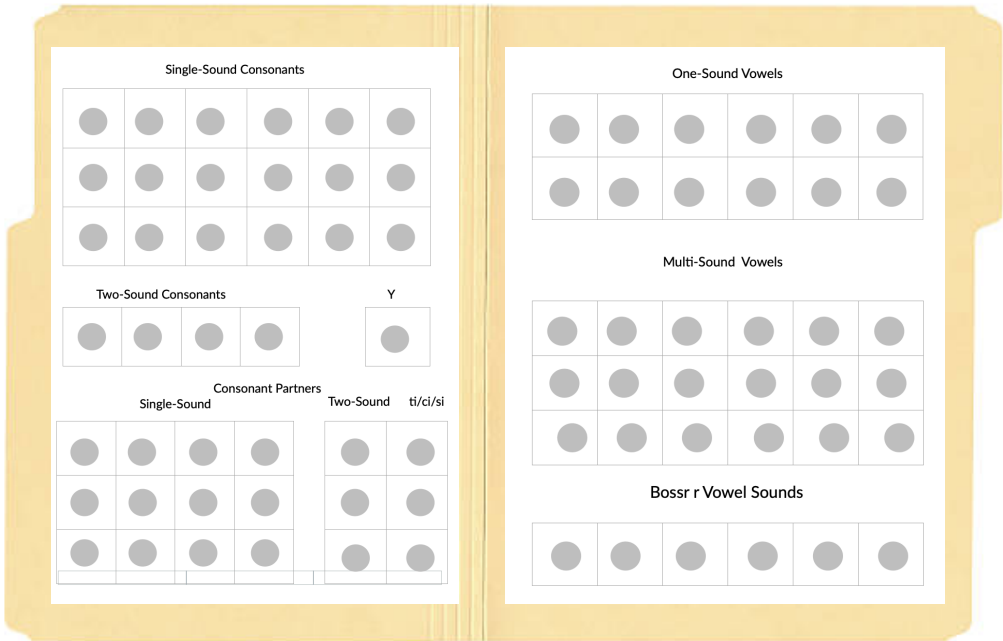 Single-Sound Consonants
Two-Sound Consonants
Y
Consonant Partners
Single-Sound
Two-Sound
ti/ci/si
One-Sound Vowels
Multi-Sound Vowels
Bossr r Vowel Sounds